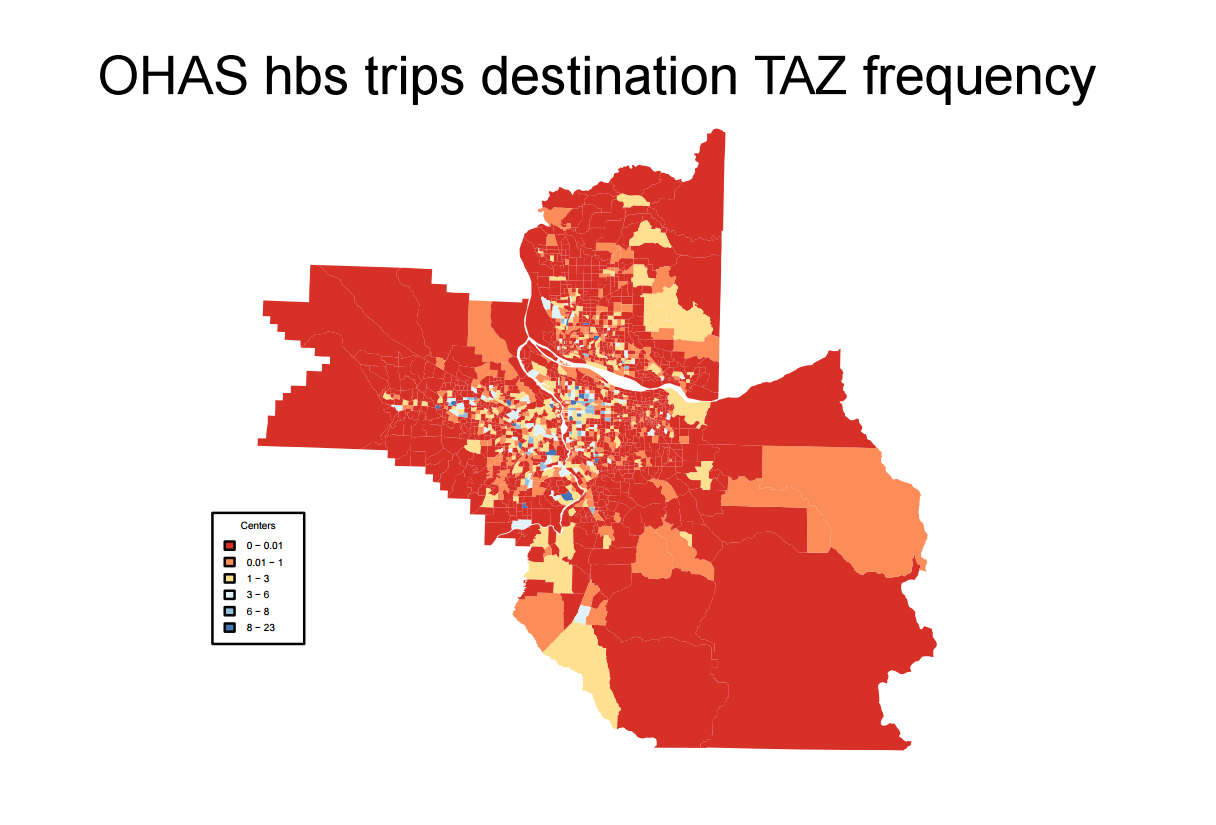 OHAS hbs trips destination TAZ frequency
Centers
0 − 0.01
0.01 − 1
1 − 3
3 − 6
6 − 8
8 − 23